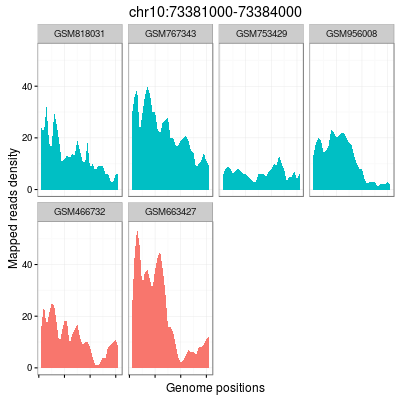 chr10:73381000-73384000
GSM818031 GSM767343 GSM753429 GSM956008
40
20
0
GSM466732 GSM663427
40
20
0
Mapped reads density
Genome positions